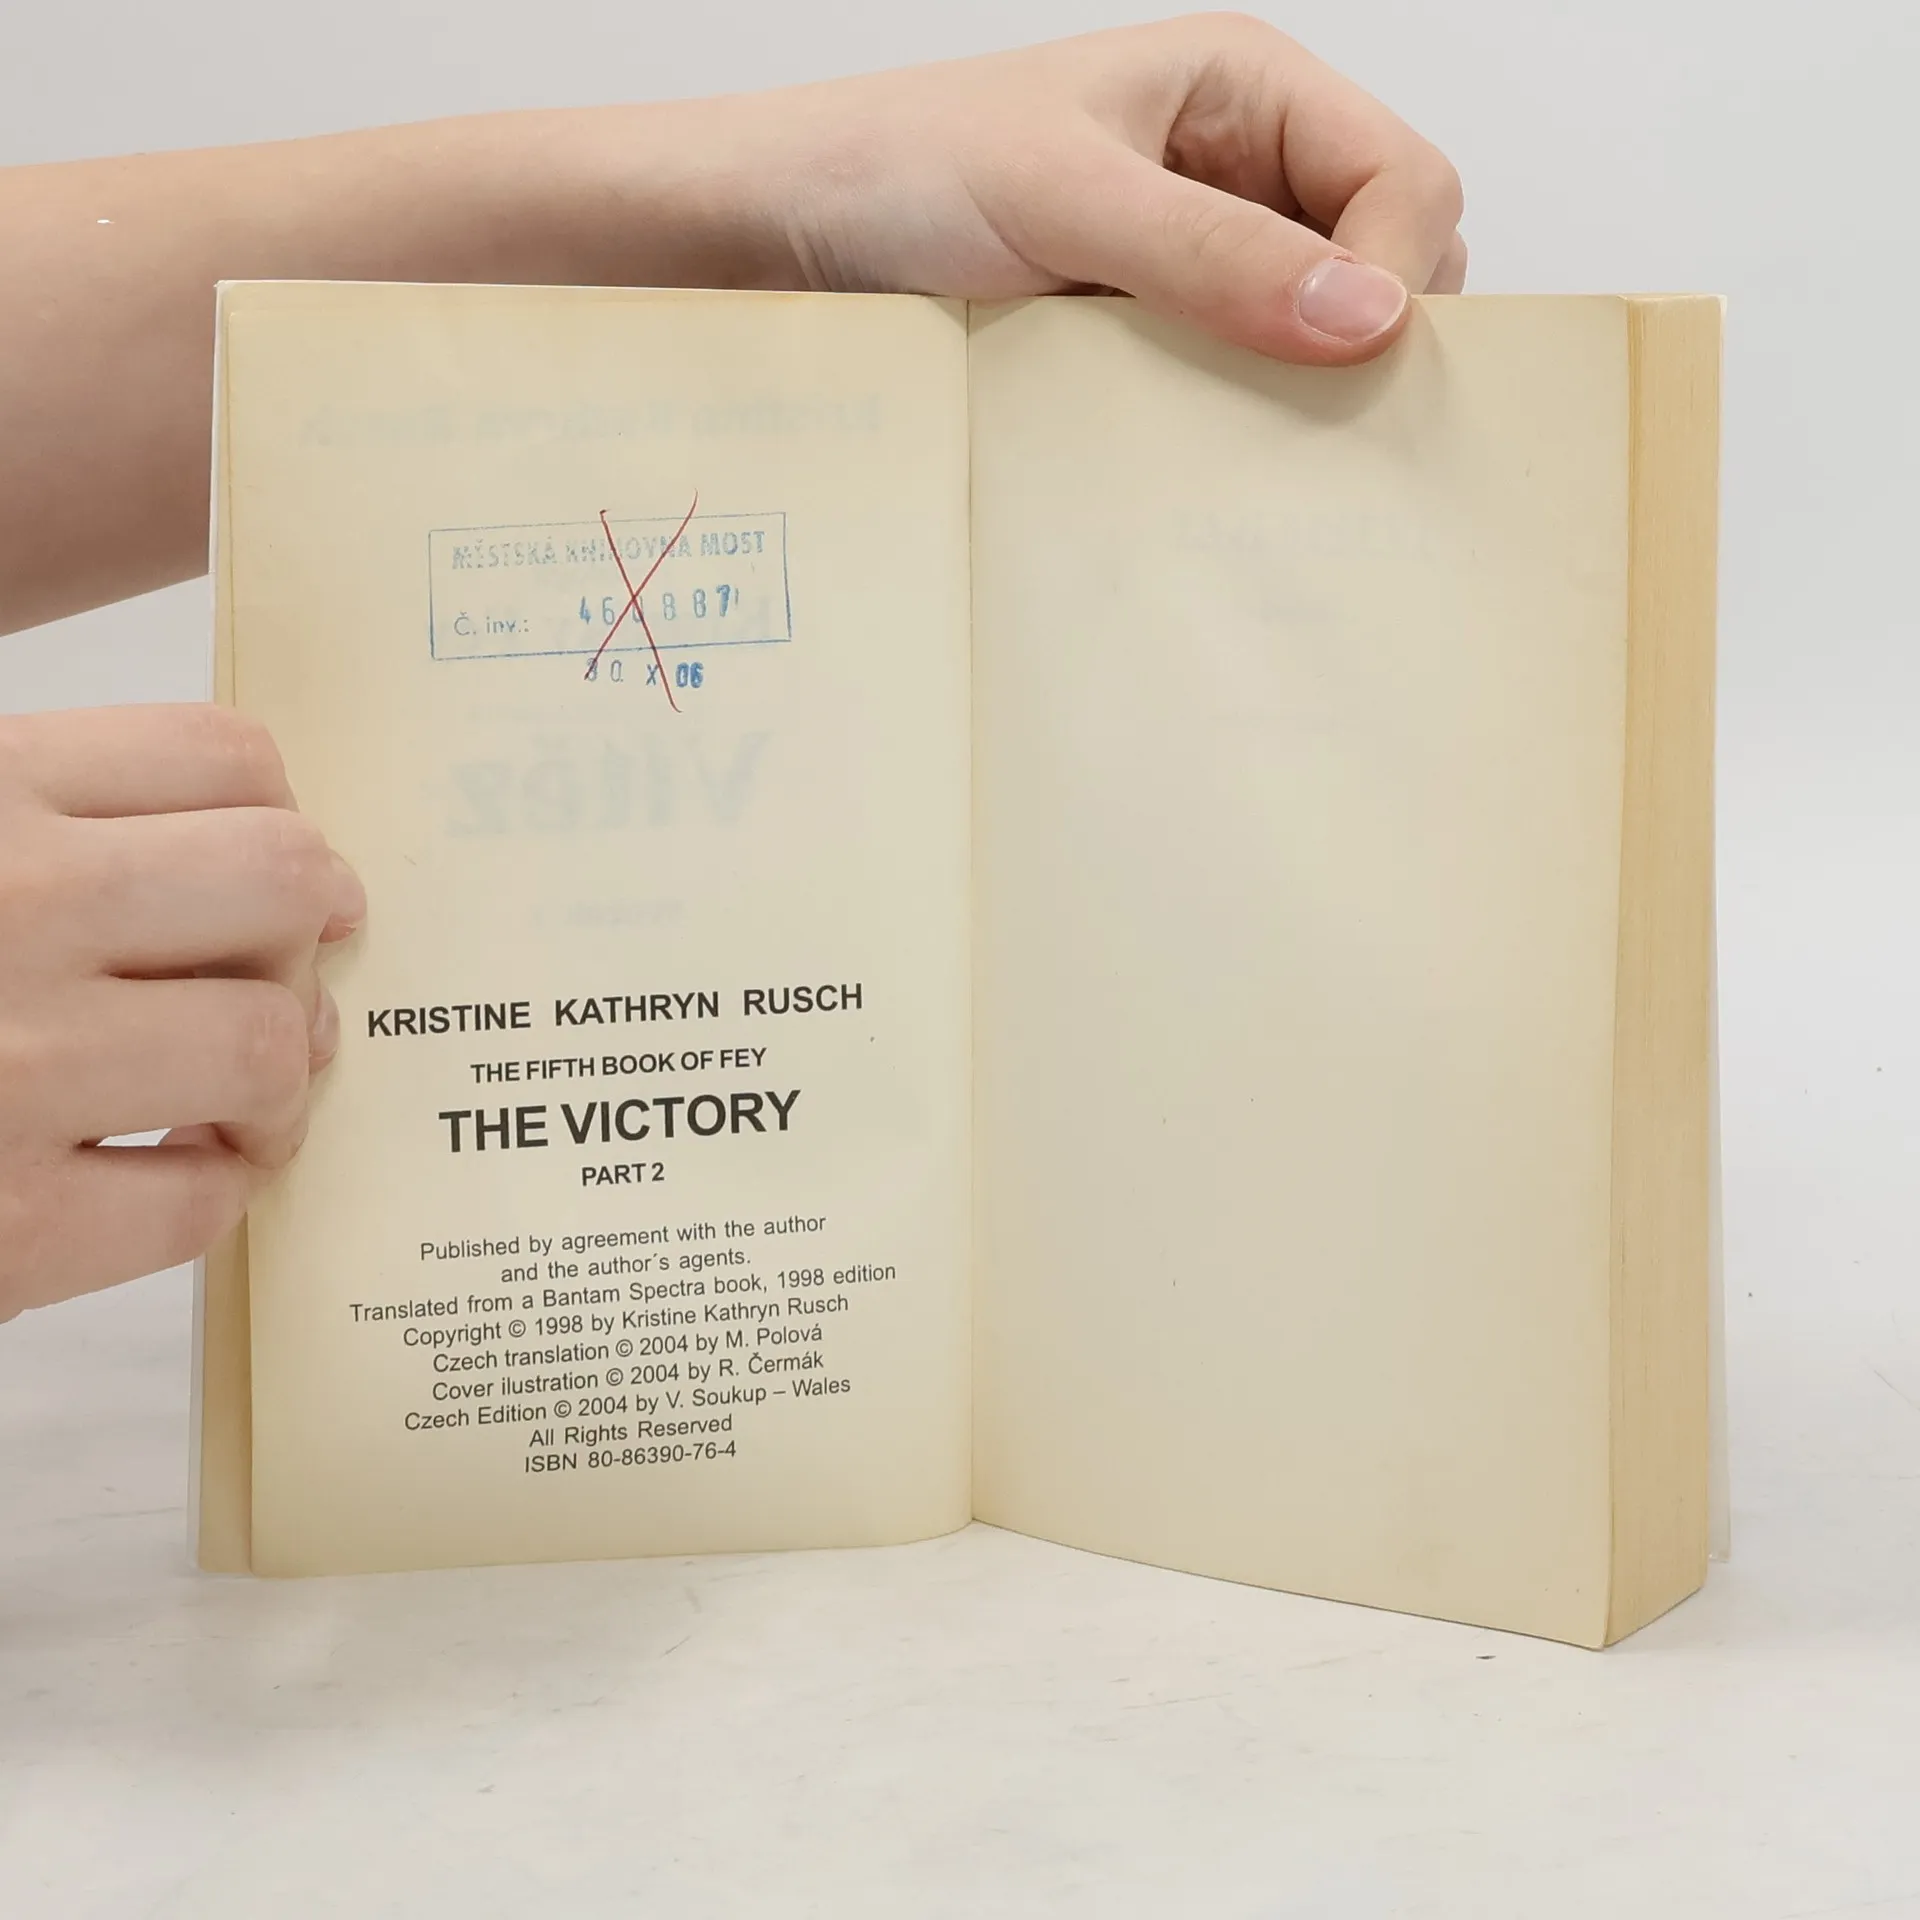 MĚSTSKÁ KNIHOVNA MOST
Č. inv.: 460887
30. X 06
Vítěz
KRISTINE KATHRYN RUSCH
THE FIFTH BOOK OF FEY
THE VICTORY
PART 2
Published by agreement with the author
and the author´s agents.
Translated from a Bantam Spectra book, 1998 edition
Copyright © 1998 by Kristine Kathryn Rusch
Czech translation © 2004 by M. Polová
Cover ilustration © 2004 by R. Čermák
Czech Edition © 2004 by V. Soukup – Wales
All Rights Reserved
ISBN 80-86390-76-4